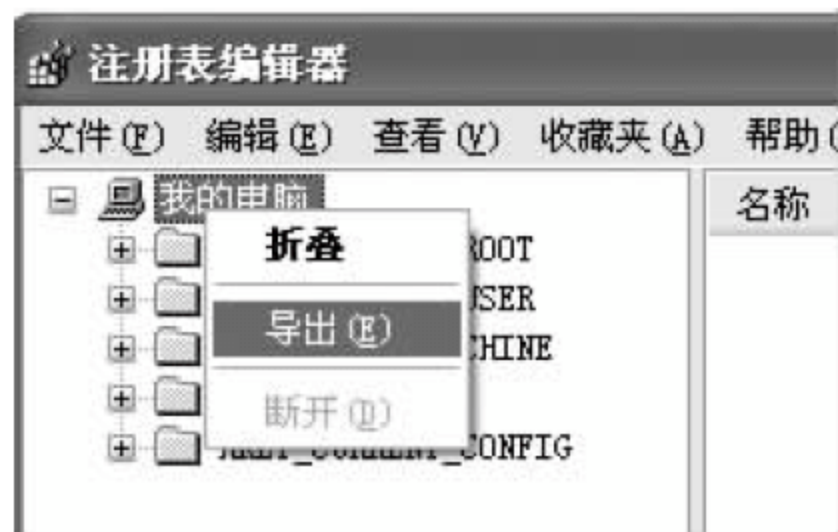 注册表编辑器
文件(F) 编辑(E) 查看(V) 收藏夹(A) 帮助(
我的电脑 名称
折叠 ROOT
USER
导出(E)
CHINE
断开(D)
HKEY_CURRENT_CONFIG